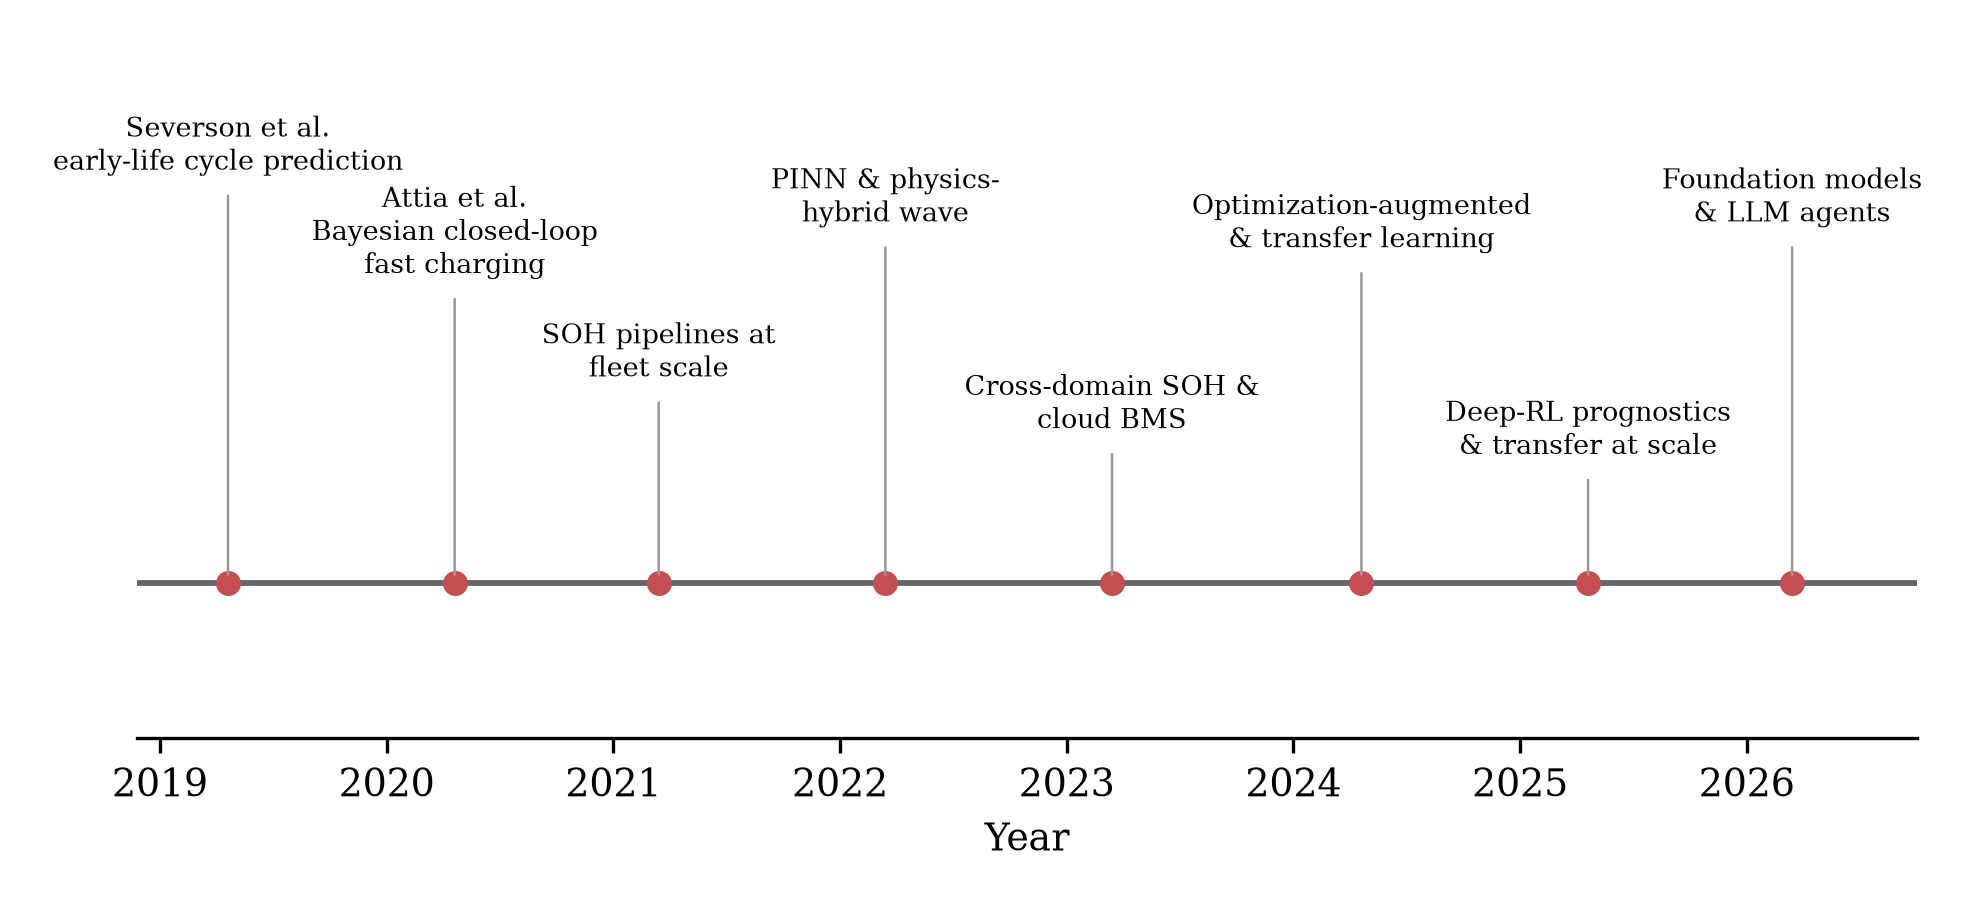 Severson et al.
early-life cycle prediction
Attia et al.
Bayesian closed-loop
fast charging
SOH pipelines at
fleet scale
PINN & physics-
hybrid wave
Cross-domain SOH &
cloud BMS
Optimization-augmented
& transfer learning
Deep-RL prognostics
& transfer at scale
Foundation models
& LLM agents
2019 2020 2021 2022 2023 2024 2025 2026
Year